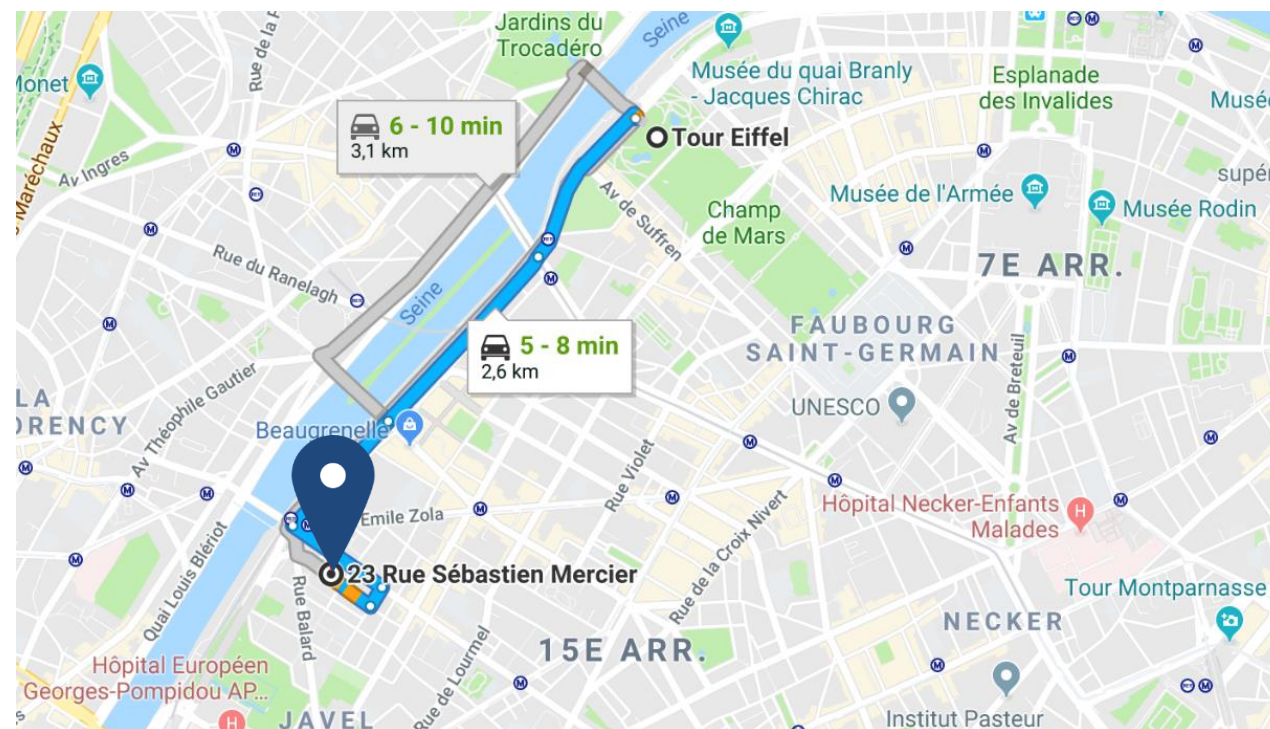 Jardins du
Trocadéro
Seine
Rue de la P
Monet
Musée du quai Branly
- Jacques Chirac
Esplanade
des Invalides
Musé
6 - 10 min
3,1 km
Tour Eiffel
Maréchaux
Av Ingres
Av de Suffren
Musée de l'Armée
supér
Musée Rodin
Champ
de Mars
Rue du Ranelagh
7E ARR.
Seine
5 - 8 min
2,6 km
FAUBOURG
SAINT-GERMAIN
Av de Breteuil
LA
ORENCY
Av Théophile Gautier
UNESCO
Beaugrenelle
Rue Violet
Emile Zola
Rue de la Croix Nivert
Hôpital Necker-Enfants
Malades
Quai Louis Blériot
23 Rue Sébastien Mercier
Rue Balard
Tour Montparnasse
NECKER
Rue de Lourmel
15E ARR.
Hôpital Européen
Georges-Pompidou AP...
JAVEL
Institut Pasteur